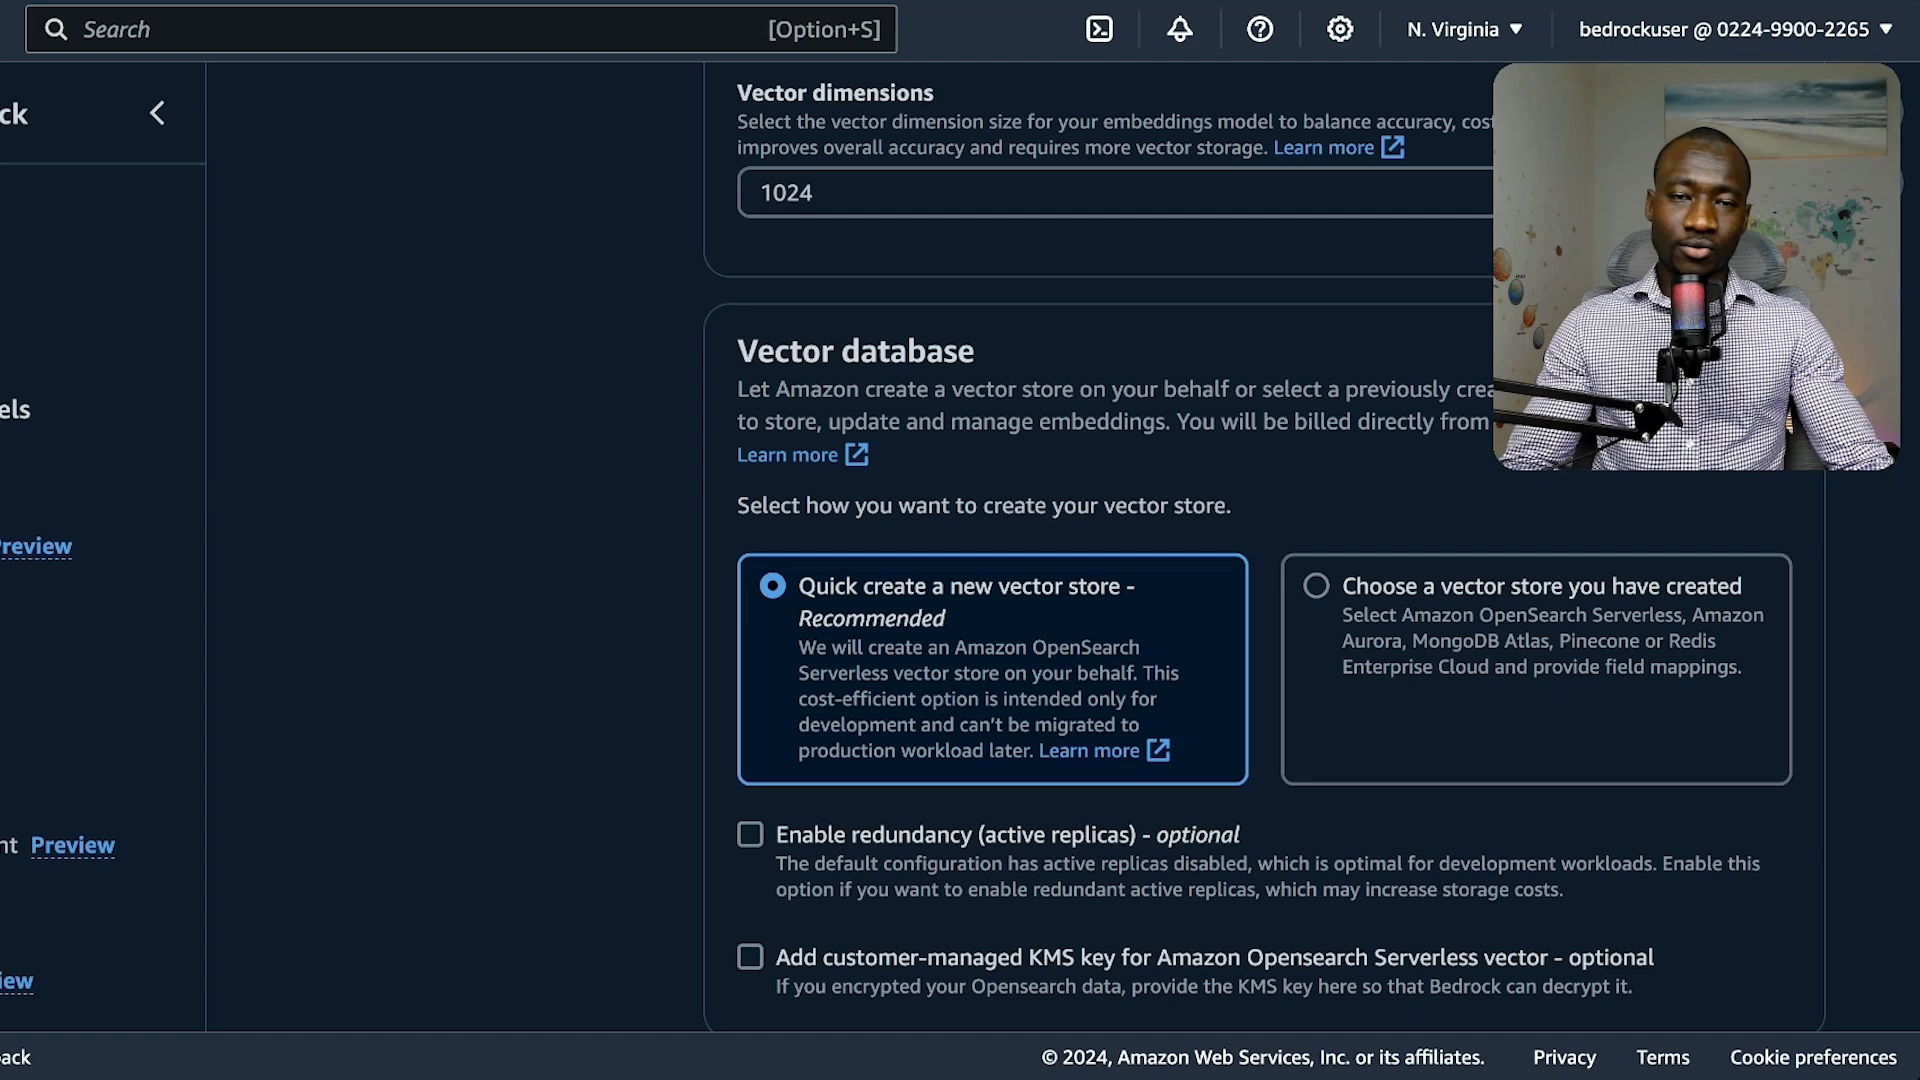 Search [Option+S] N. Virginia bedrockuser @ 0224-9900-2265
ck
els
Preview
nt Preview
iew
Vector dimensions
Select the vector dimension size for your embeddings model to balance accuracy, cost
improves overall accuracy and requires more vector storage. Learn more
1024
Vector database
Let Amazon create a vector store on your behalf or select a previously crea
to store, update and manage embeddings. You will be billed directly from
Learn more
Select how you want to create your vector store.
Quick create a new vector store -
Recommended
We will create an Amazon OpenSearch
Serverless vector store on your behalf. This
cost-efficient option is intended only for
development and can't be migrated to
production workload later. Learn more
Choose a vector store you have created
Select Amazon OpenSearch Serverless, Amazon
Aurora, MongoDB Atlas, Pinecone or Redis
Enterprise Cloud and provide field mappings.
Enable redundancy (active replicas) - optional
The default configuration has active replicas disabled, which is optimal for development workloads. Enable this
option if you want to enable redundant active replicas, which may increase storage costs.
Add customer-managed KMS key for Amazon Opensearch Serverless vector - optional
If you encrypted your Opensearch data, provide the KMS key here so that Bedrock can decrypt it.
ack © 2024, Amazon Web Services, Inc. or its affiliates. Privacy Terms Cookie preferences